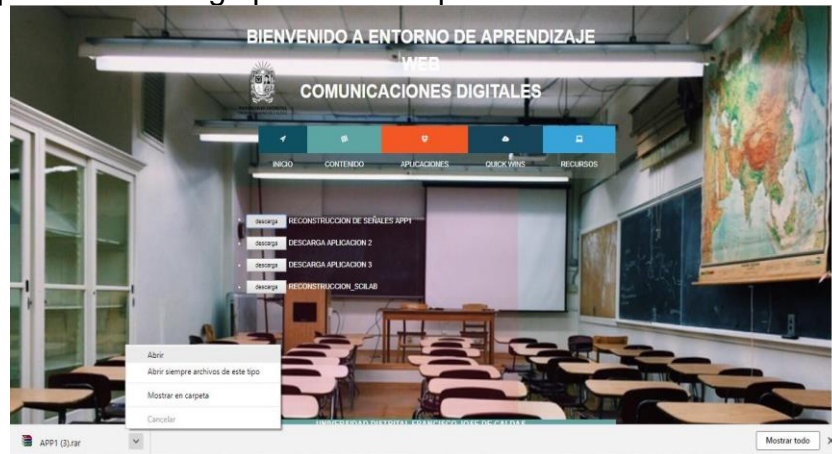 BIENVENIDO A ENTORNO DE APRENDIZAJE
WEB
COMUNICACIONES DIGITALES
INICIO CONTENIDO APLICACIONES QUICK WINS RECURSOS
descarga RECONSTRUCCION DE SEÑALES APP1
descarga DESCARGA APLICACION 2
descarga DESCARGA APLICACION 3
descarga RECONSTRUCCION_SCILAB
Abrir
Abrir siempre archivos de este tipo
Mostrar en carpeta
Cancelar
UNIVERSIDAD DISTRITAL FRANCISCO JOSE DE CALDAS
APP1 (3).rar
Mostrar todo